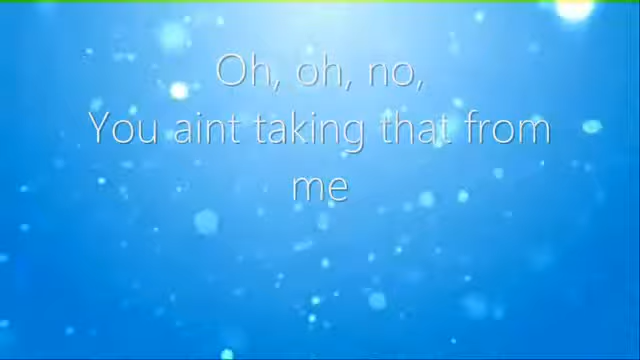 Oh, oh, no,
You aint taking that from
me